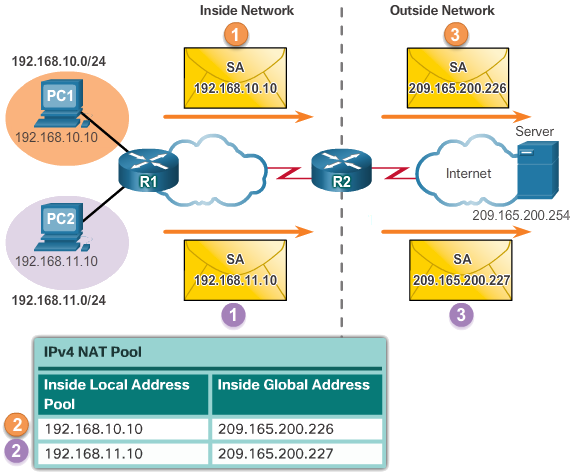 Inside Network
Outside Network
1
3
192.168.10.0/24
SA
192.168.10.10
SA
209.165.200.226
PC1
192.168.10.10
Server
R1
R2
Internet
PC2
192.168.11.10
209.165.200.254
SA
192.168.11.10
SA
209.165.200.227
192.168.11.0/24
1
3
IPv4 NAT Pool
Inside Local Address
Pool
Inside Global Address
2
192.168.10.10
209.165.200.226
2
192.168.11.10
209.165.200.227